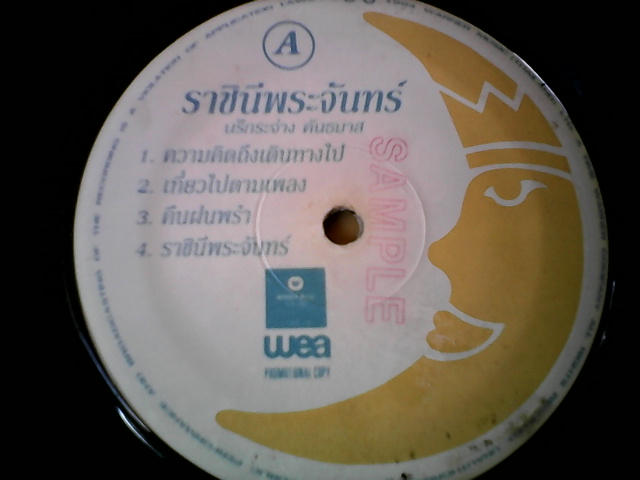 A
ราชินีพระจันทร์
นรีกระจ่าง คันธมาส
1. ความคิดถึงเดินทางไป
2. เที่ยวไปตามเพลง
3. คืนฝนพรำ
4. ราชินีพระจันทร์
SAMPLE
wea
PROMOTIONAL COPY